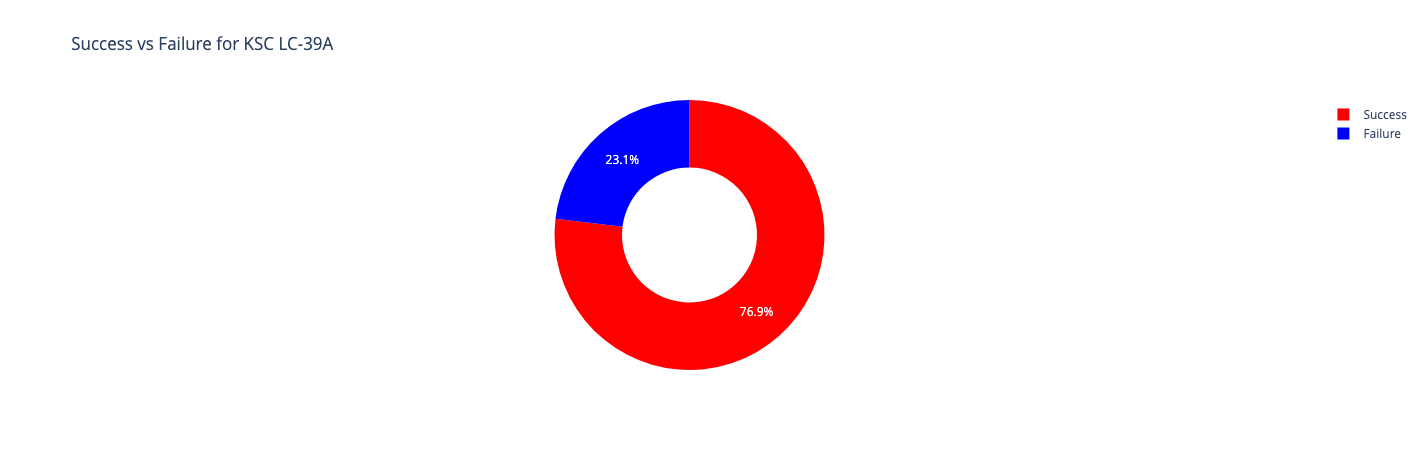 Success vs Failure for KSC LC-39A
Success
Failure
23.1%
76.9%